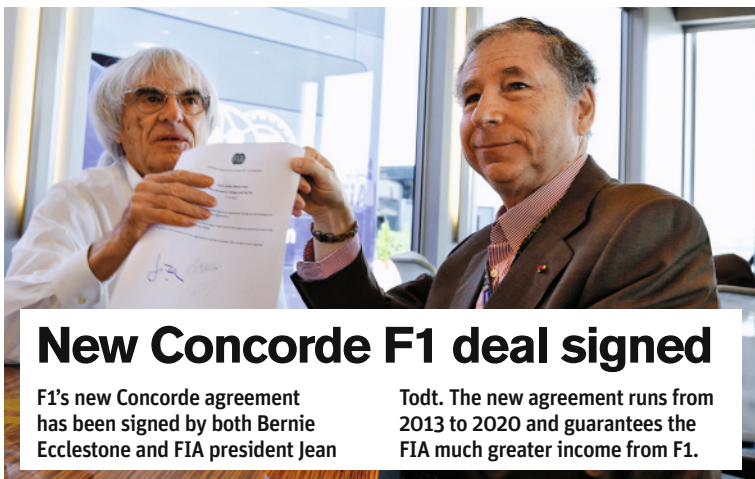 New Concorde F1 deal signed
F1's new Concorde agreement
has been signed by both Bernie
Ecclestone and FIA president Jean
Todt. The new agreement runs from
2013 to 2020 and guarantees the
FIA much greater income from F1.